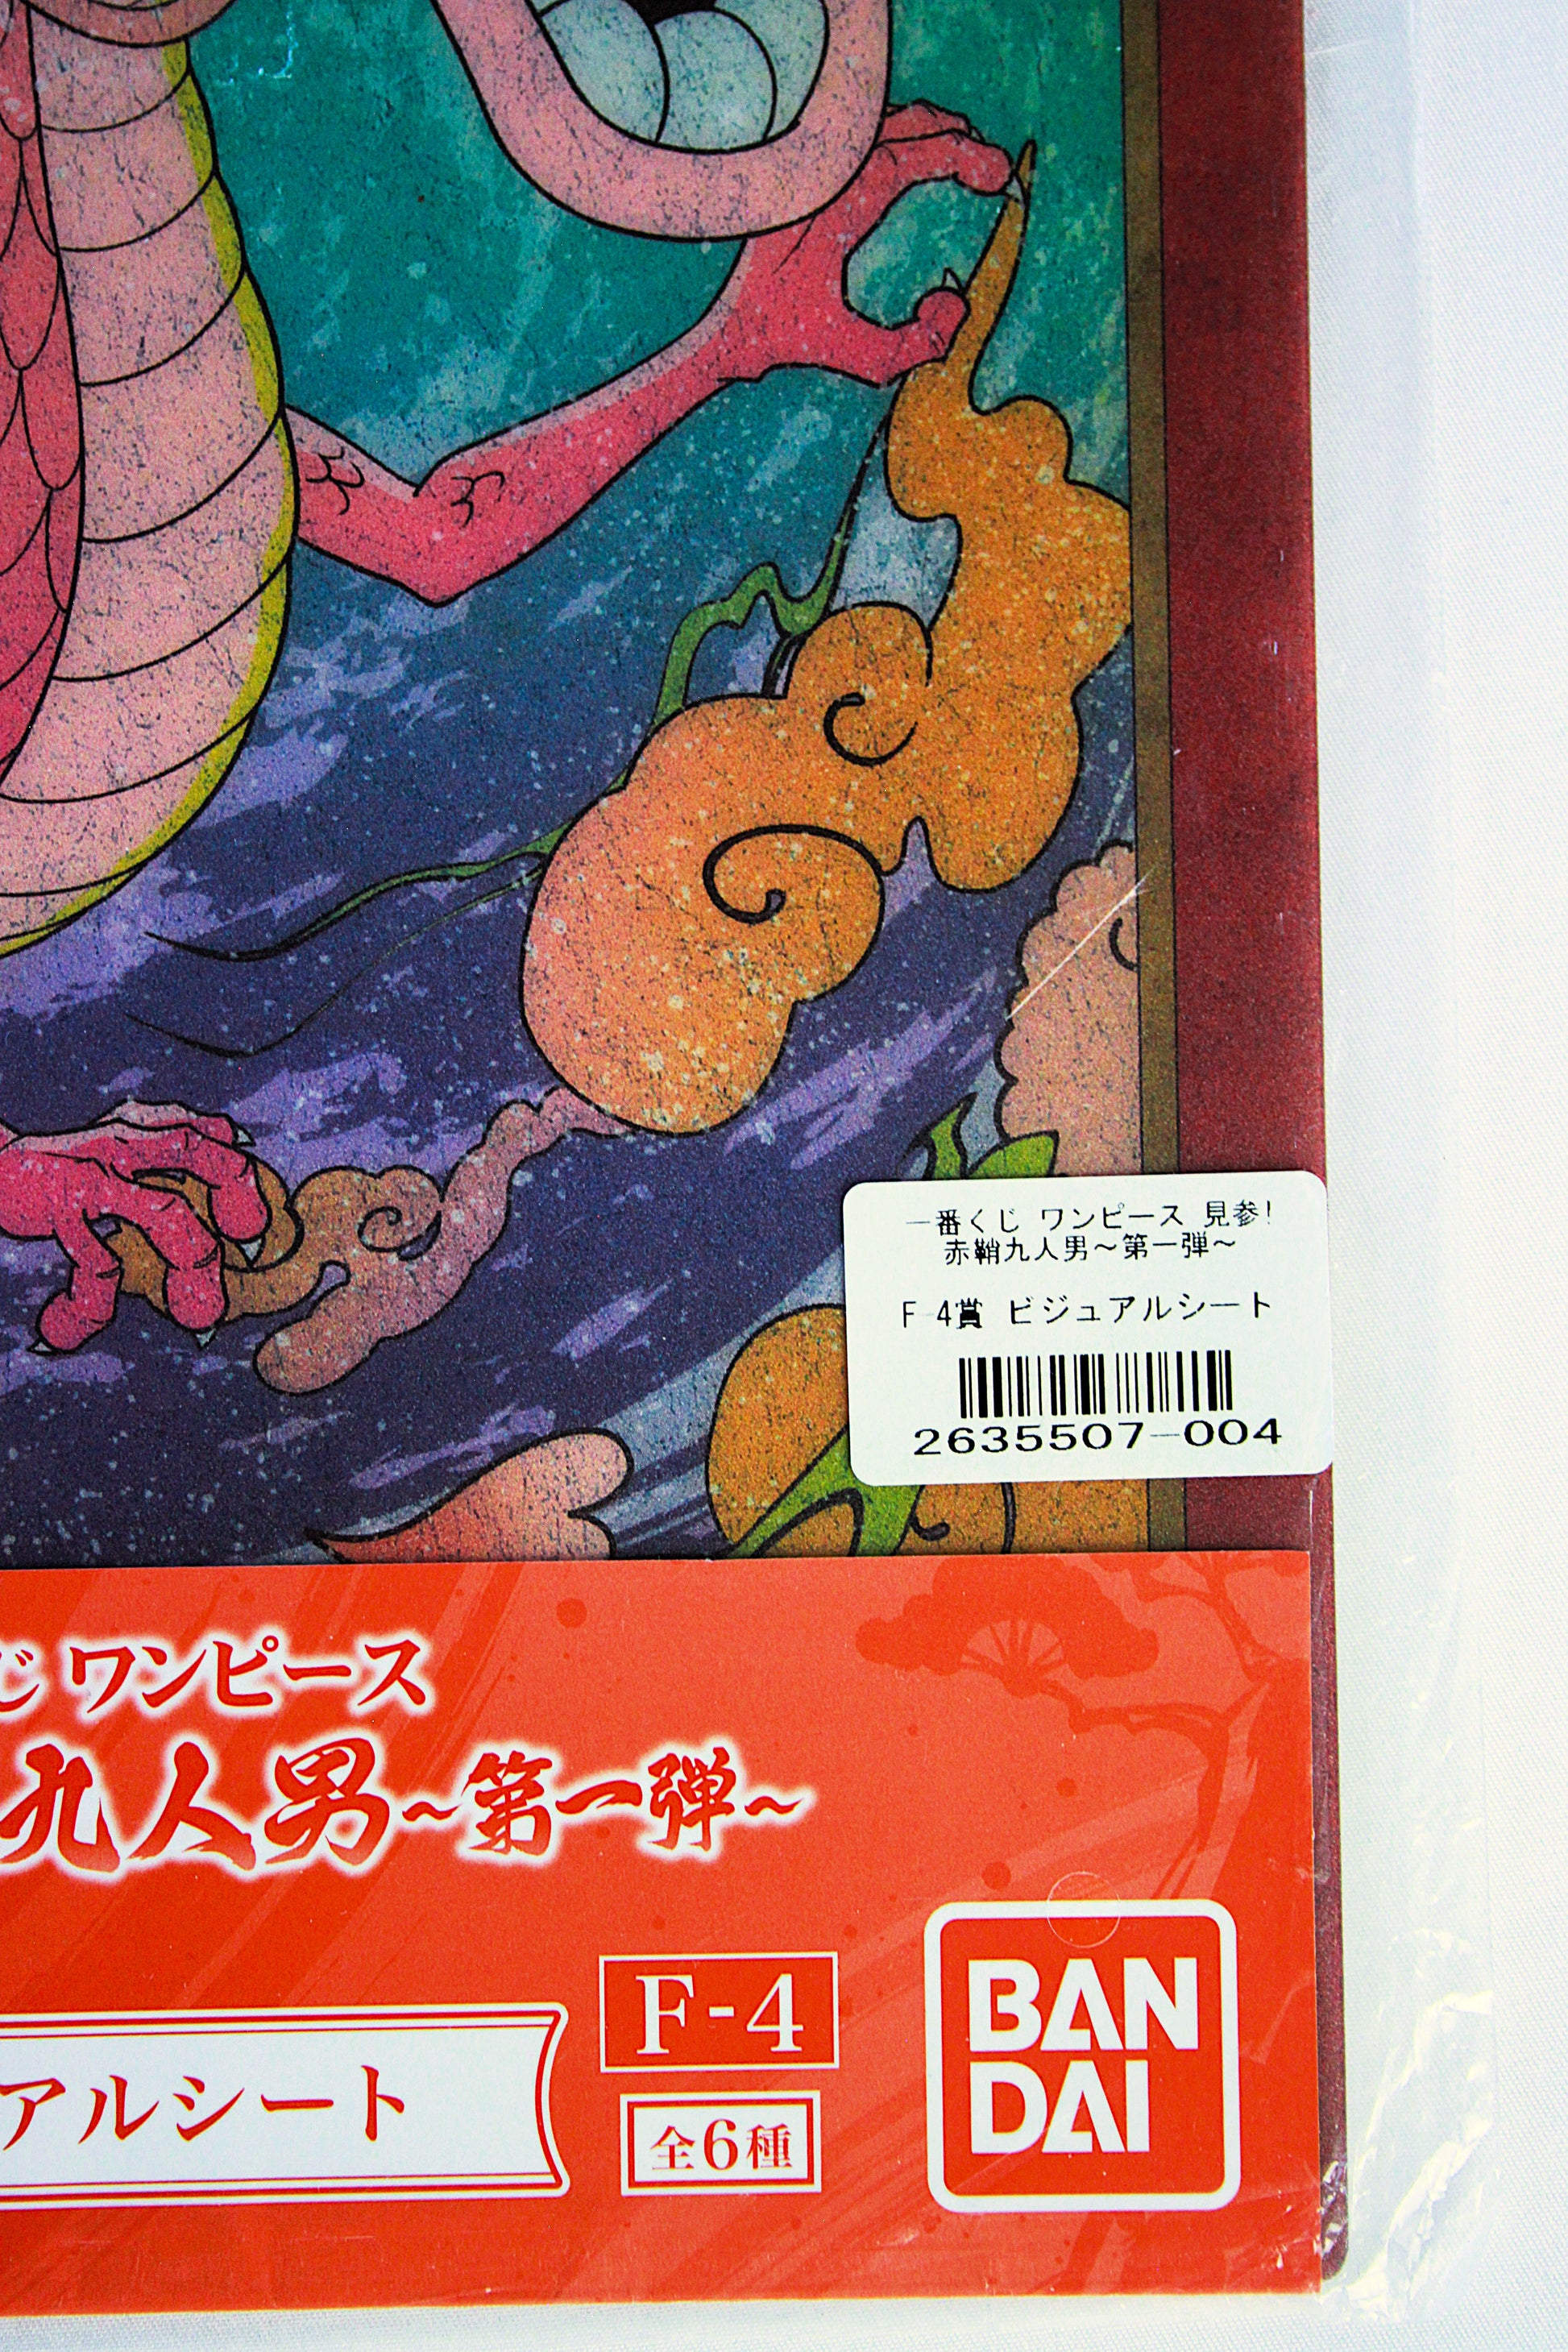 一番くじ ワンピース 見参!
赤鞘九人男～第一弾～
F-4賞 ビジュアルシート
2635507-004
じ ワンピース
九人男～第一弾～
アルシート
F-4
全6種
BAN
DAI